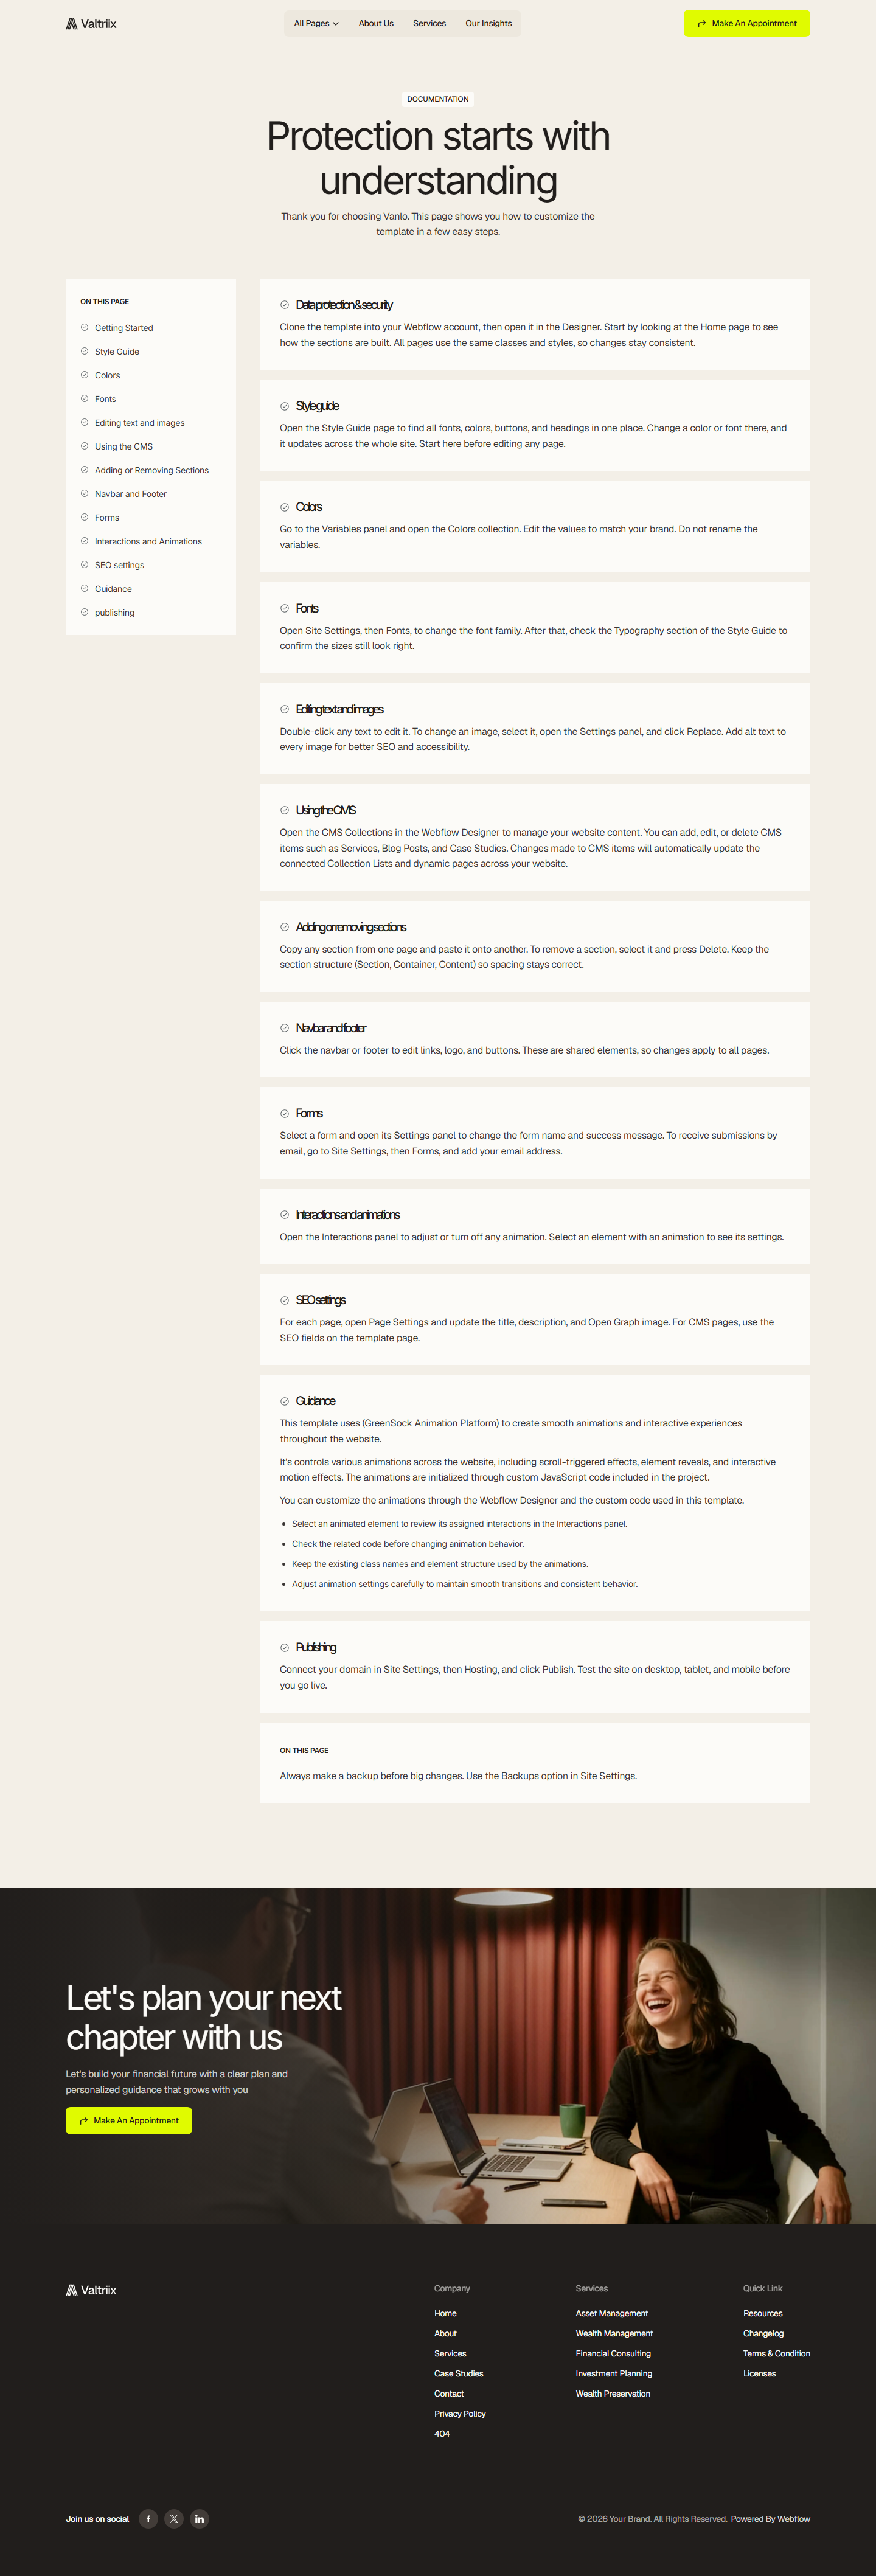 Valtriix
All Pages
About Us
Services
Our Insights
Make An Appointment
DOCUMENTATION
Protection starts with
understanding
Thank you for choosing Vanlo. This page shows you how to customize the
template in a few easy steps.
ON THIS PAGE
Getting Started
Style Guide
Colors
Fonts
Editing text and images
Using the CMS
Adding or Removing Sections
Navbar and Footer
Forms
Interactions and Animations
SEO settings
Guidance
publishing
Data protection & security
Clone the template into your Webflow account, then open it in the Designer. Start by looking at the Home page to see
how the sections are built. All pages use the same classes and styles, so changes stay consistent.
Style guide
Open the Style Guide page to find all fonts, colors, buttons, and headings in one place. Change a color or font there, and
it updates across the whole site. Start here before editing any page.
Colors
Go to the Variables panel and open the Colors collection. Edit the values to match your brand. Do not rename the
variables.
Fonts
Open Site Settings, then Fonts, to change the font family. After that, check the Typography section of the Style Guide to
confirm the sizes still look right.
Editing text and images
Double-click any text to edit it. To change an image, select it, open the Settings panel, and click Replace. Add alt text to
every image for better SEO and accessibility.
Using the CMS
Open the CMS Collections in the Webflow Designer to manage your website content. You can add, edit, or delete CMS
items such as Services, Blog Posts, and Case Studies. Changes made to CMS items will automatically update the
connected Collection Lists and dynamic pages across your website.
Adding or removing sections
Copy any section from one page and paste it onto another. To remove a section, select it and press Delete. Keep the
section structure (Section, Container, Content) so spacing stays correct.
Navbar and footer
Click the navbar or footer to edit links, logo, and buttons. These are shared elements, so changes apply to all pages.
Forms
Select a form and open its Settings panel to change the form name and success message. To receive submissions by
email, go to Site Settings, then Forms, and add your email address.
Interactions and animations
Open the Interactions panel to adjust or turn off any animation. Select an element with an animation to see its settings.
SEO settings
For each page, open Page Settings and update the title, description, and Open Graph image. For CMS pages, use the
SEO fields on the template page.
Guidance
This template uses (GreenSock Animation Platform) to create smooth animations and interactive experiences
throughout the website.
It's controls various animations across the website, including scroll-triggered effects, element reveals, and interactive
motion effects. The animations are initialized through custom JavaScript code included in the project.
You can customize the animations through the Webflow Designer and the custom code used in this template.
Select an animated element to review its assigned interactions in the Interactions panel.
Check the related code before changing animation behavior.
Keep the existing class names and element structure used by the animations.
Adjust animation settings carefully to maintain smooth transitions and consistent behavior.
Publishing
Connect your domain in Site Settings, then Hosting, and click Publish. Test the site on desktop, tablet, and mobile before
you go live.
ON THIS PAGE
Always make a backup before big changes. Use the Backups option in Site Settings.
Let's plan your next
chapter with us
Let's build your financial future with a clear plan and
personalized guidance that grows with you
Make An Appointment
Valtriix
Company
Home
About
Services
Case Studies
Contact
Privacy Policy
404
Services
Asset Management
Wealth Management
Financial Consulting
Investment Planning
Wealth Preservation
Quick Link
Resources
Changelog
Terms & Condition
Licenses
Join us on social
© 2026 Your Brand. All Rights Reserved. Powered By Webflow